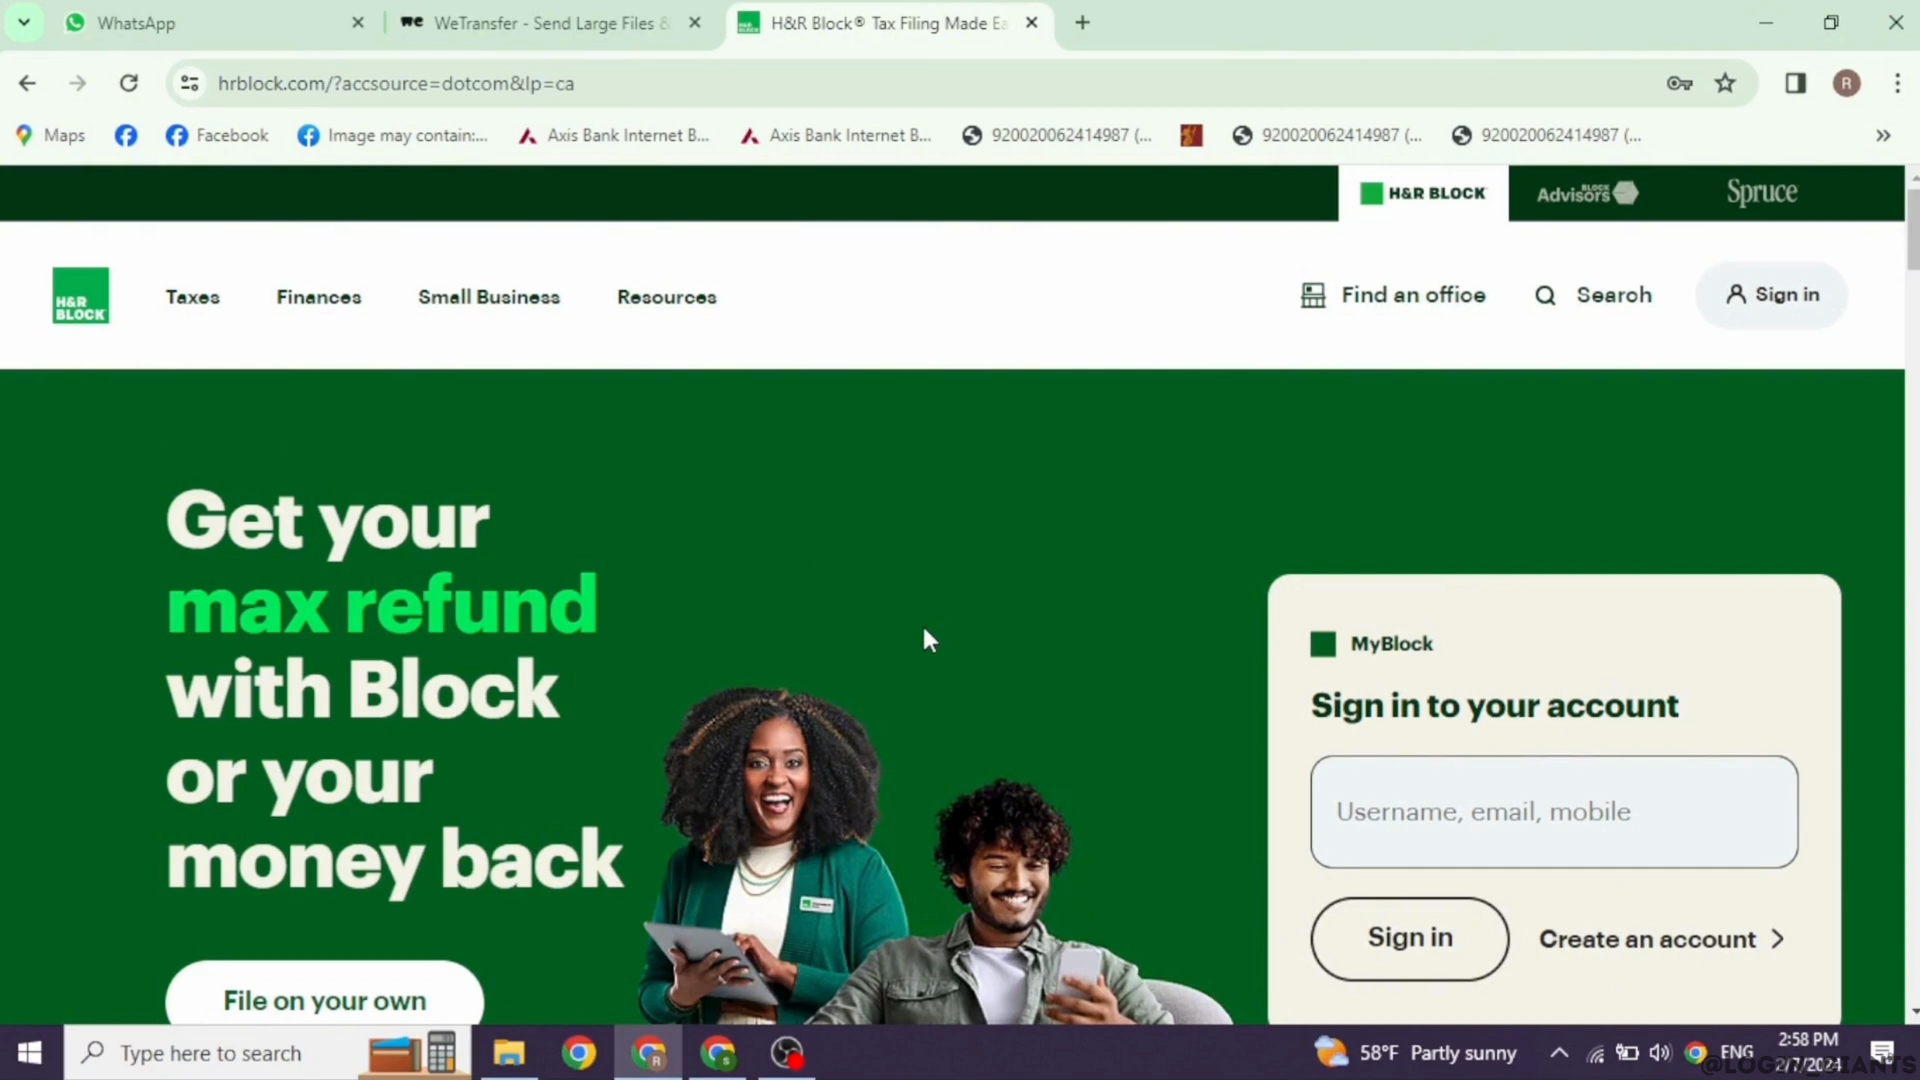 WhatsApp
WeTransfer - Send Large Files &
H&R Block® Tax Filing Made Ea
hrblock.com/?accsource=dotcom&lp=ca
R
Maps
Facebook
Image may contain:...
Axis Bank Internet B...
Axis Bank Internet B...
920020062414987 (...
920020062414987 (...
920020062414987 (...
H&R BLOCK
BLOCK Advisors
Spruce
H&R BLOCK
Taxes
Finances
Small Business
Resources
Find an office
Search
Sign in
Get your
max refund
with Block
or your
money back
File on your own
MyBlock
Sign in to your account
Username, email, mobile
Sign in
Create an account
Type here to search
58°F Partly sunny
ENG
2:58 PM
2/7/2024